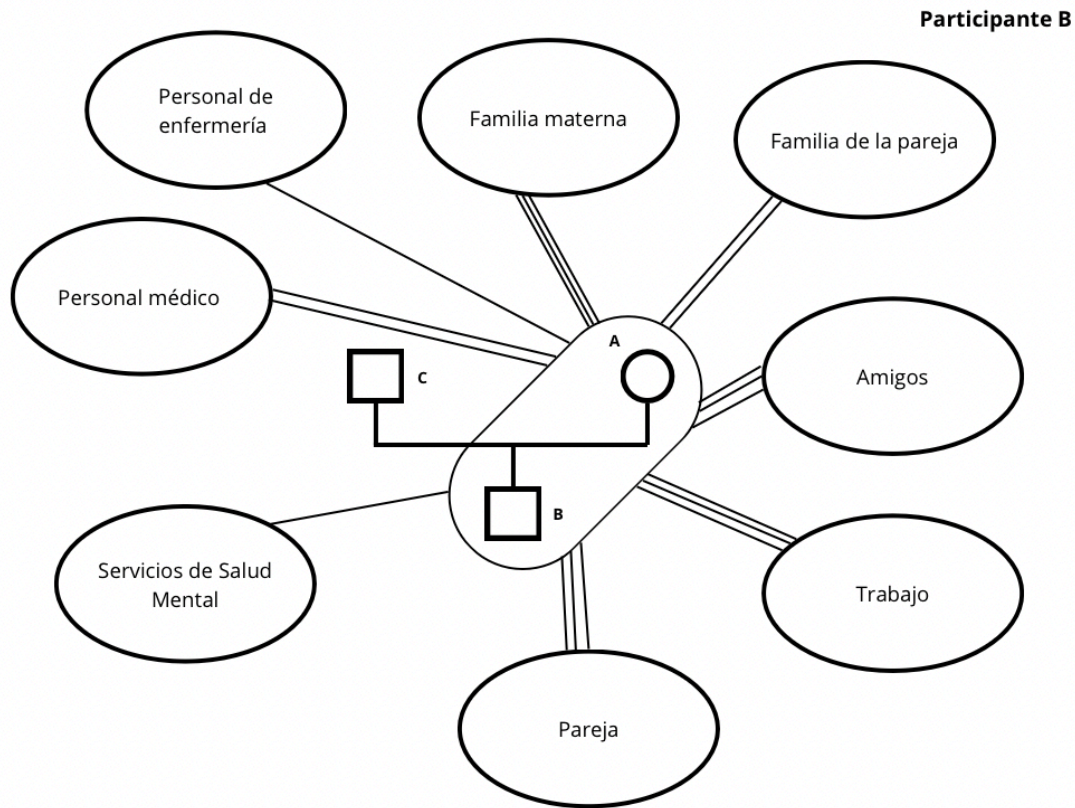 Participante B
Personal de
enfermería
Familia materna
Familia de la pareja
Personal médico
A
C
Amigos
B
Servicios de Salud
Mental
Trabajo
Pareja